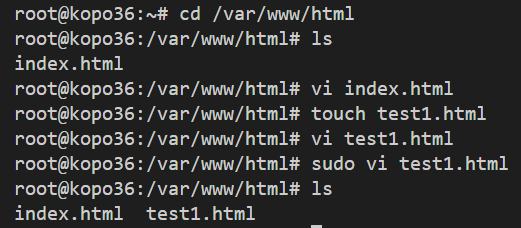 root@kopo36:~# cd /var/www/html
root@kopo36:/var/www/html# ls
index.html
root@kopo36:/var/www/html# vi index.html
root@kopo36:/var/www/html# touch test1.html
root@kopo36:/var/www/html# vi test1.html
root@kopo36:/var/www/html# sudo vi test1.html
root@kopo36:/var/www/html# ls
index.html  test1.html